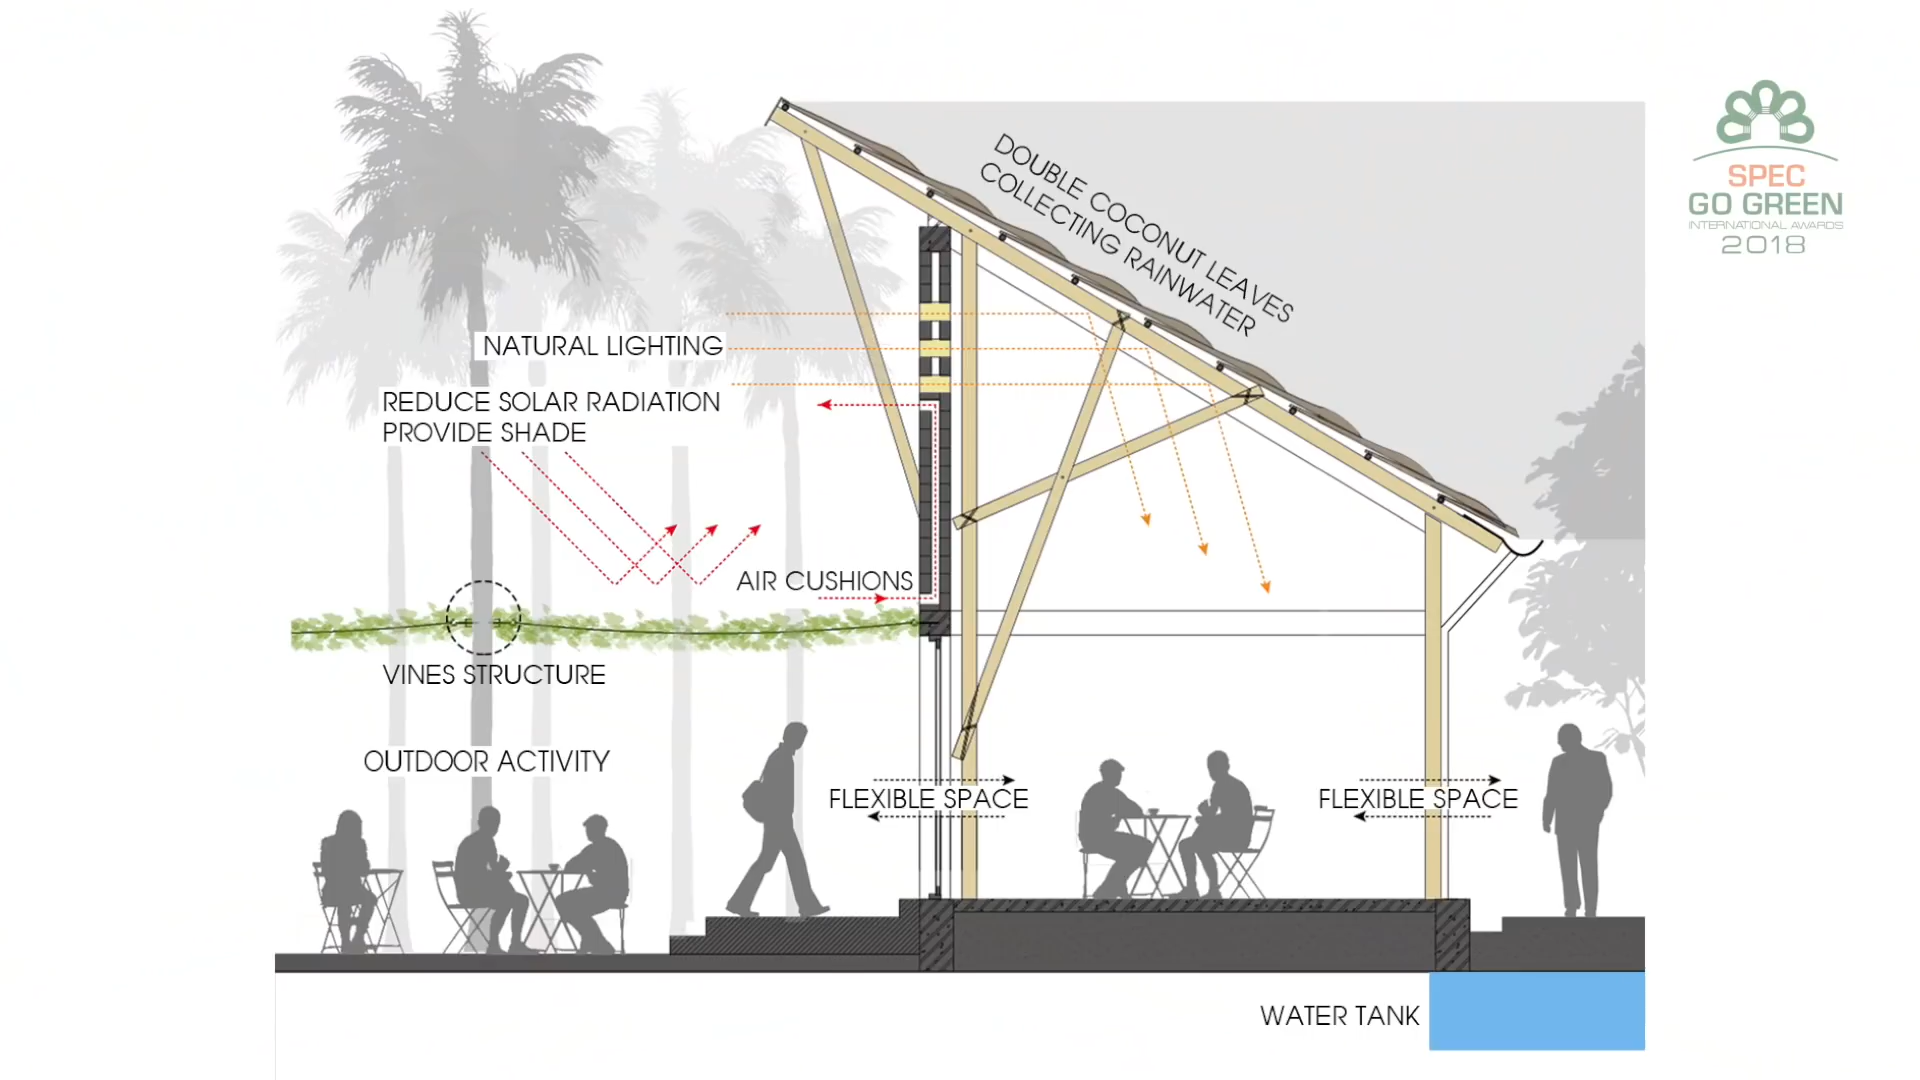 DOUBLE COCONUT LEAVES
COLLECTING RAINWATER
SPEC
GO GREEN
INTERNATIONAL AWARDS
2018
NATURAL LIGHTING
REDUCE SOLAR RADIATION
PROVIDE SHADE
AIR CUSHIONS
VINES STRUCTURE
OUTDOOR ACTIVITY
FLEXIBLE SPACE
FLEXIBLE SPACE
WATER TANK